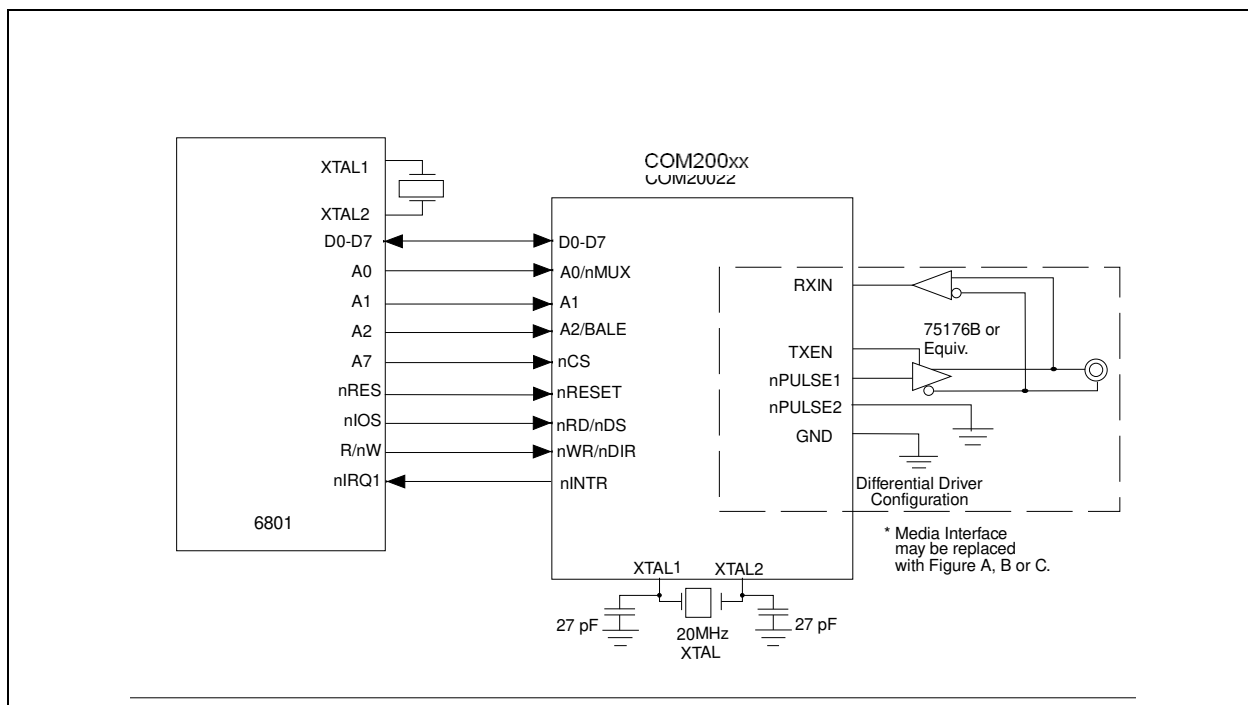 XTAL1
XTAL2
D0-D7
A0
A1
A2
A7
nRES
nIOS
R/nW
nIRQ1
6801
COM200xx
COM20022
D0-D7
A0/nMUX
A1
A2/BALE
nCS
nRESET
nRD/nDS
nWR/nDIR
nINTR
RXIN
TXEN
nPULSE1
nPULSE2
GND
75176B or
Equiv.
Differential Driver
Configuration
* Media Interface
may be replaced
with Figure A, B or C.
XTAL1
XTAL2
27 pF
20MHz
XTAL
27 pF